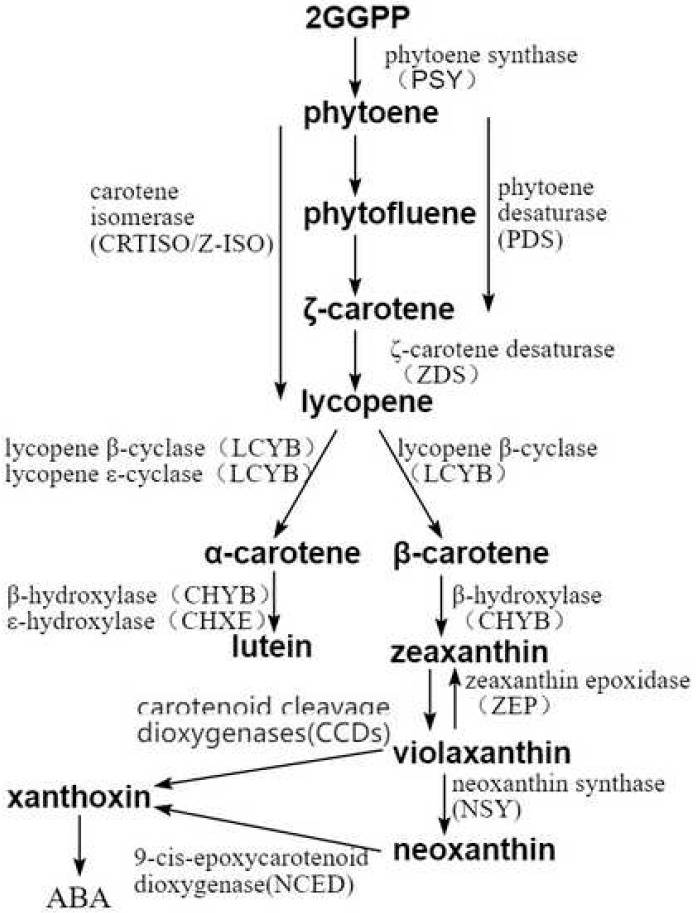 2GGPP
phytoene synthase
（PSY）
phytoene
carotene
isomerase
(CRTISO/Z-ISO)
phytoene
desaturase
(PDS)
phytofluene
ζ-carotene
ζ-carotene desaturase
（ZDS）
lycopene
lycopene β-cyclase（LCYB）
lycopene ε-cyclase（LCYB）
lycopene β-cyclase
（LCYB）
α-carotene
β-carotene
β-hydroxylase（CHYB）
ε-hydroxylase（CHXE）
β-hydroxylase
（CHYB）
lutein
zeaxanthin
zeaxanthin epoxidase
（ZEP）
carotenoid cleavage
dioxygenases(CCDs)
violaxanthin
neoxanthin synthase
(NSY)
xanthoxin
neoxanthin
9-cis-epoxycarotenoid
dioxygenase(NCED)
ABA